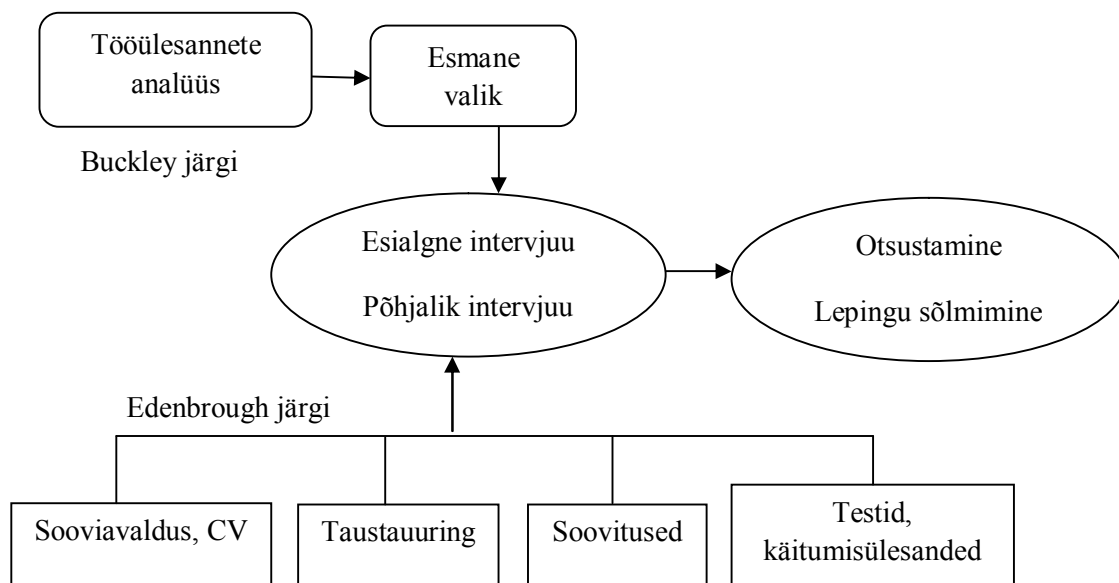 Tööülesannete
analüüs
Esmane
valik
Buckley järgi
Esialgne intervjuu
Põhjalik intervjuu
Otsustamine
Lepingu sõlmimine
Edenbrough järgi
Sooviavaldus, CV
Taustauuring
Soovitused
Testid,
käitumisülesanded